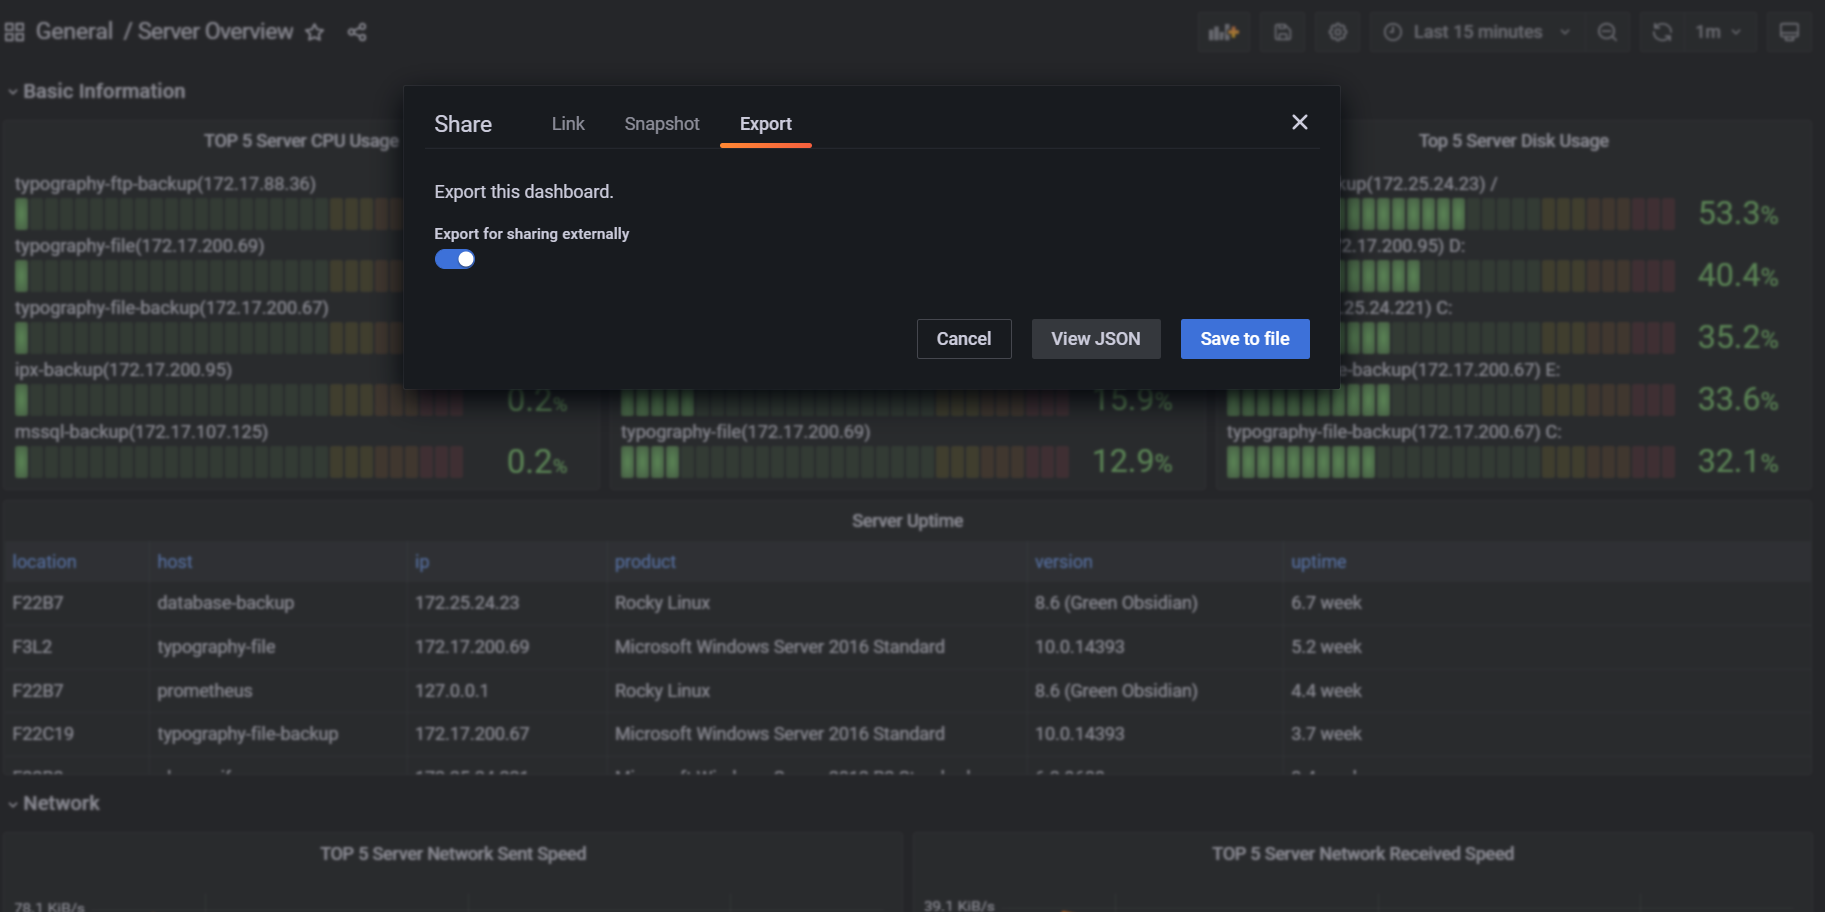 General / Server Overview
Last 15 minutes
1m
Basic Information
Share
Link
Snapshot
Export
Export this dashboard.
Export for sharing externally
Cancel
View JSON
Save to file
TOP 5 Server CPU Usage
typography-ftp-backup(172.17.88.36)
typography-file(172.17.200.69)
typography-file-backup(172.17.200.67)
ipx-backup(172.17.200.95)
0.2%
mssql-backup(172.17.107.125)
0.2%
15.9%
typography-file(172.17.200.69)
12.9%
Top 5 Server Disk Usage
kup(172.25.24.23) /
53.3%
2.17.200.95) D:
40.4%
.25.24.221) C:
35.2%
e-backup(172.17.200.67) E:
33.6%
typography-file-backup(172.17.200.67) C:
32.1%
Server Uptime
location host ip product version uptime
F22B7 database-backup 172.25.24.23 Rocky Linux 8.6 (Green Obsidian) 6.7 week
F3L2 typography-file 172.17.200.69 Microsoft Windows Server 2016 Standard 10.0.14393 5.2 week
F22B7 prometheus 127.0.0.1 Rocky Linux 8.6 (Green Obsidian) 4.4 week
F22C19 typography-file-backup 172.17.200.67 Microsoft Windows Server 2016 Standard 10.0.14393 3.7 week
Network
TOP 5 Server Network Sent Speed
78.1 KiB/s
TOP 5 Server Network Received Speed
39.1 KiB/s